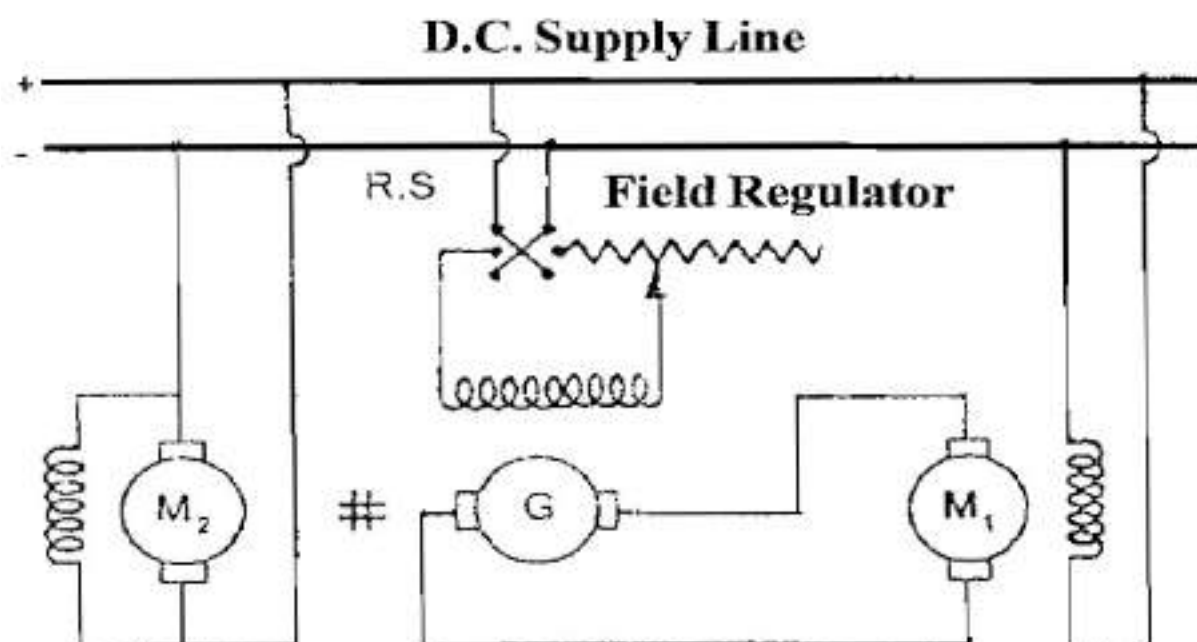 D.C. Supply Line
+
-
R.S
Field Regulator
M2
G
M1